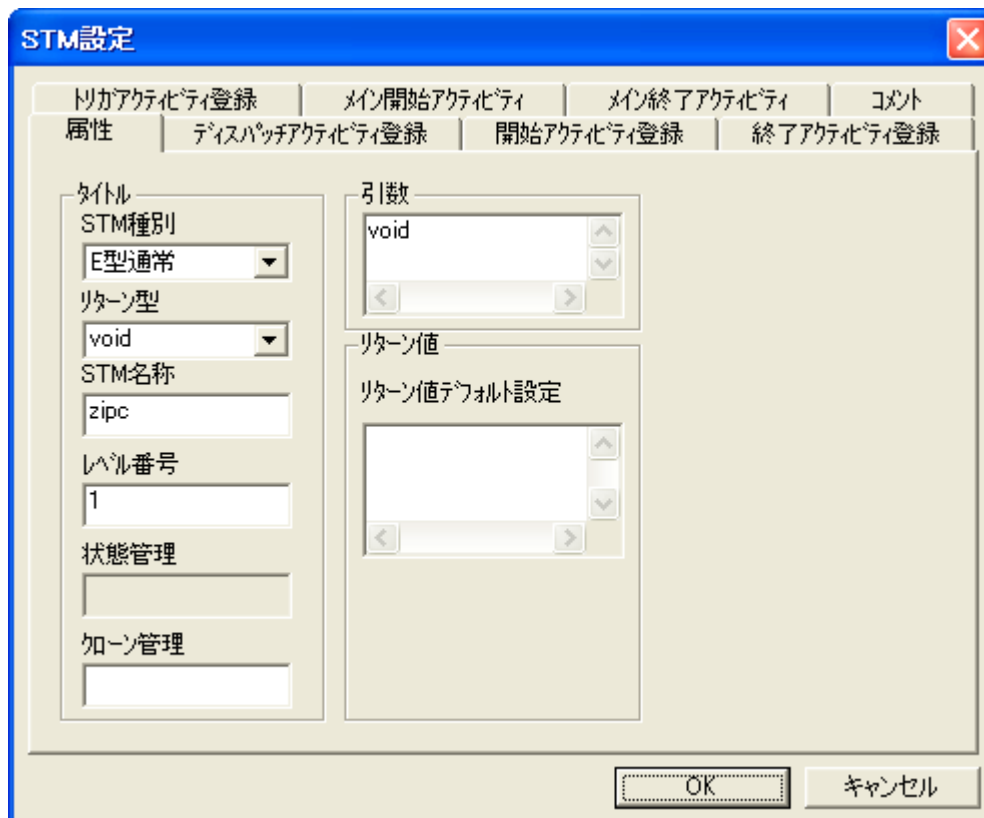 STM設定
トリガアクティビティ登録 メイン開始アクティビティ メイン終了アクティビティ コメント
属性 ディスパッチアクティビティ登録 開始アクティビティ登録 終了アクティビティ登録
タイトル
STM種別
E型通常
リターン型
void
STM名称
zipc
レベル番号
1
状態管理
クローン管理
引数
void
リターン値
リターン値デフォルト設定
OK キャンセル